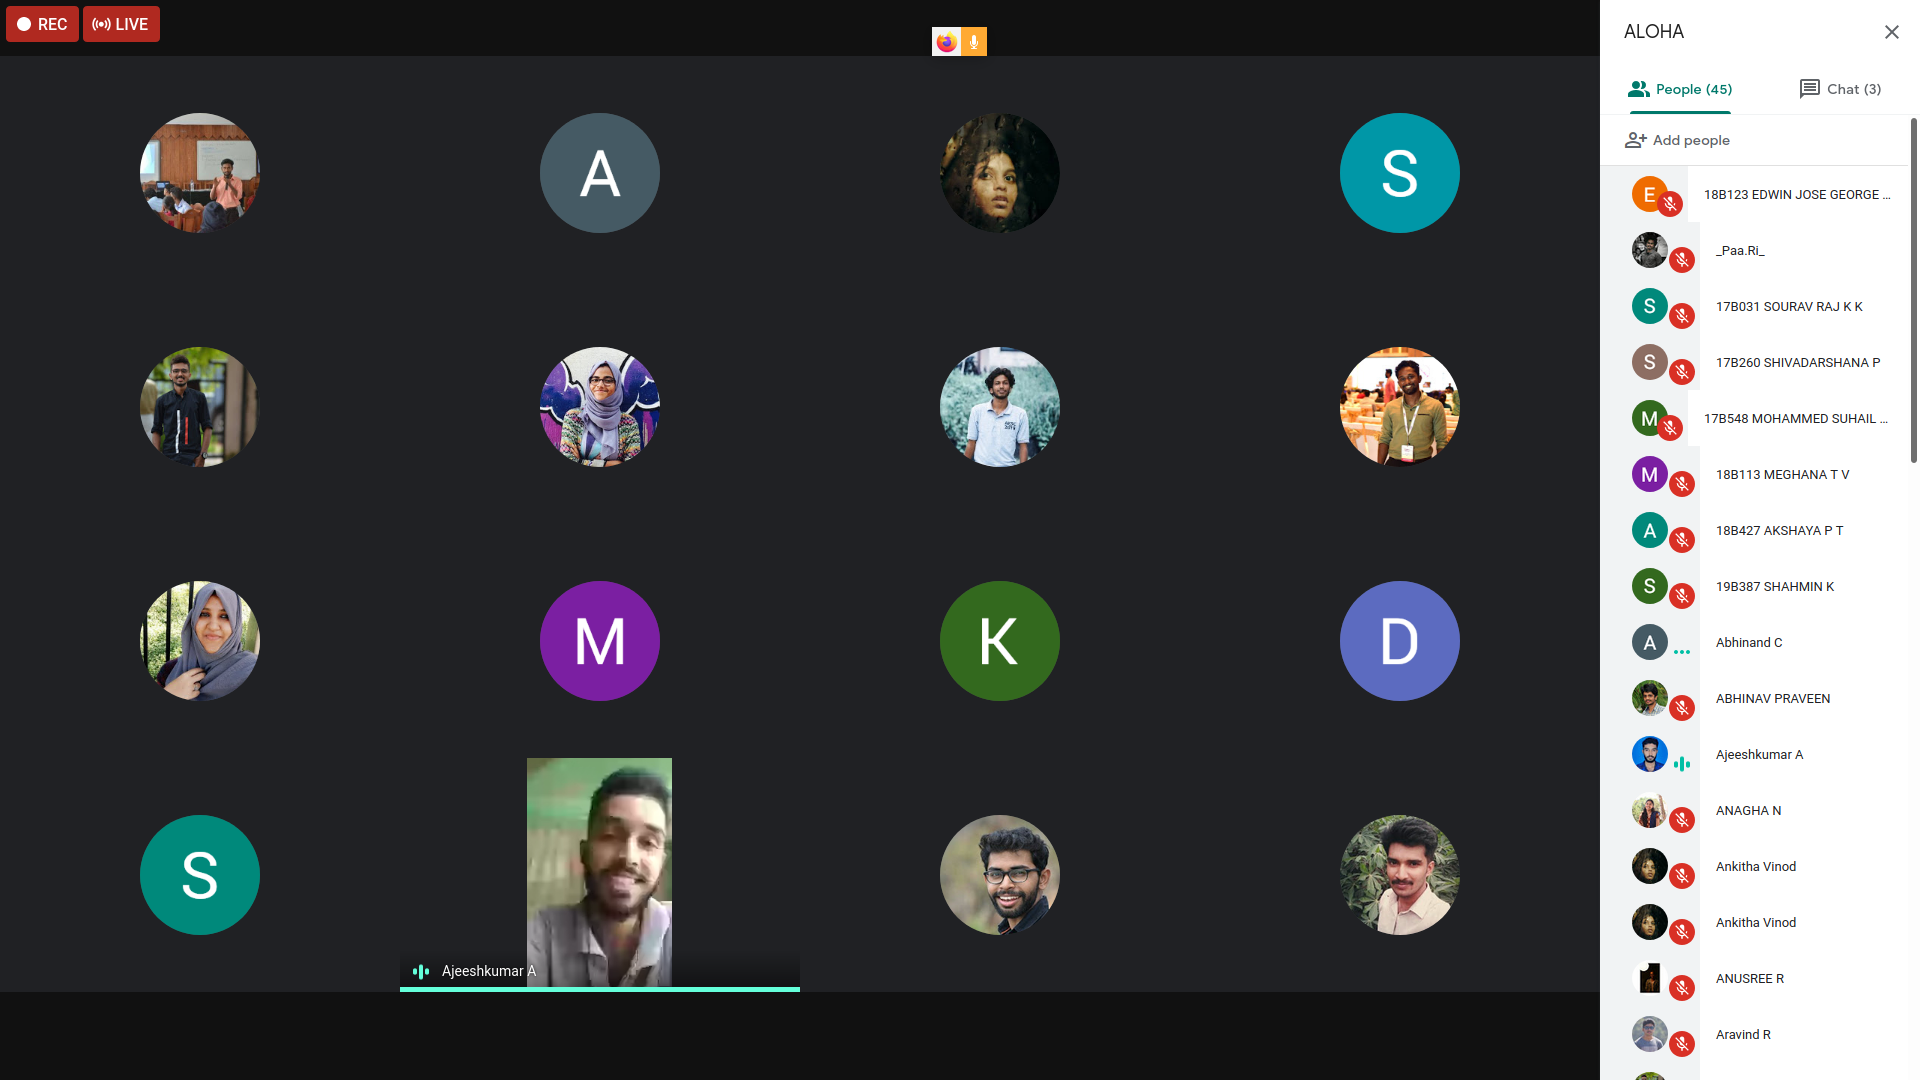 REC
LIVE
A
S
M
K
D
S
Ajeeshkumar A
ALOHA
People (45)
Chat (3)
Add people
E
18B123 EDWIN JOSE GEORGE ...
_Paa.Ri_
S
17B031 SOURAV RAJ K K
S
17B260 SHIVADARSHANA P
M
17B548 MOHAMMED SUHAIL ...
M
18B113 MEGHANA T V
A
18B427 AKSHAYA P T
S
19B387 SHAHMIN K
A
Abhinand C
ABHINAV PRAVEEN
Ajeeshkumar A
ANAGHA N
Ankitha Vinod
Ankitha Vinod
ANUSREE R
Aravind R